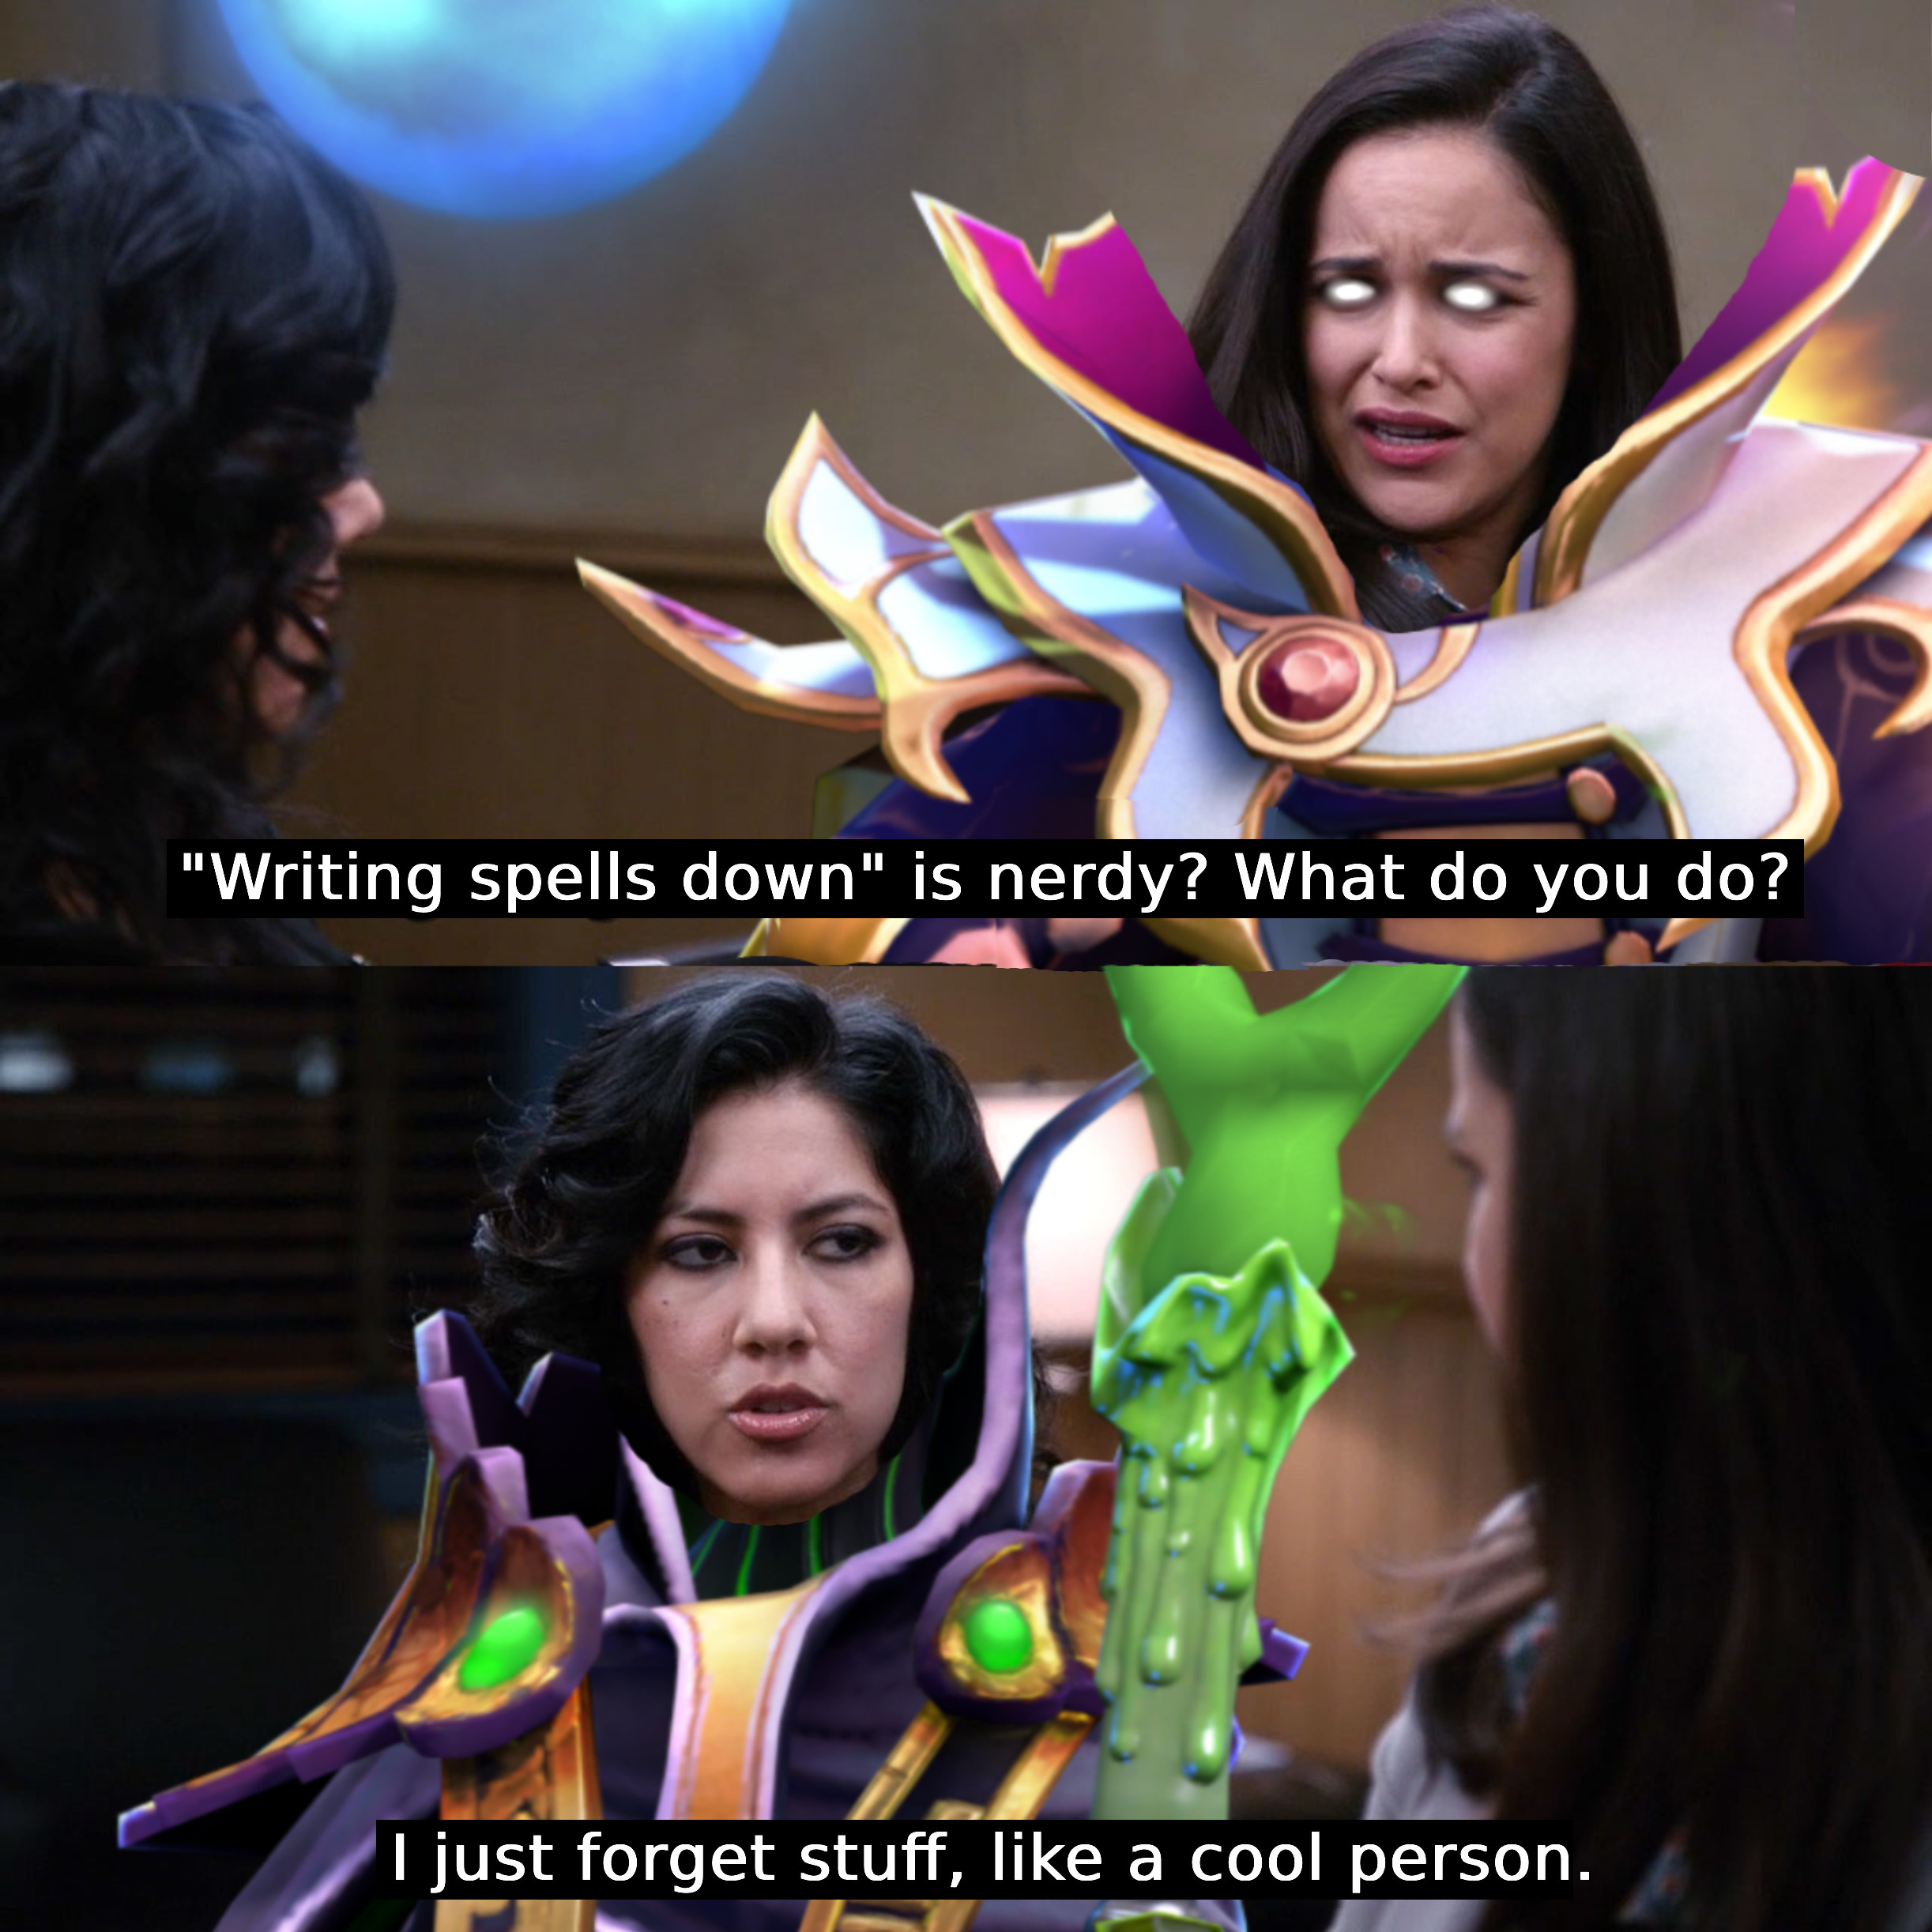 "Writing spells down" is nerdy? What do you do?
I just forget stuff, like a cool person.